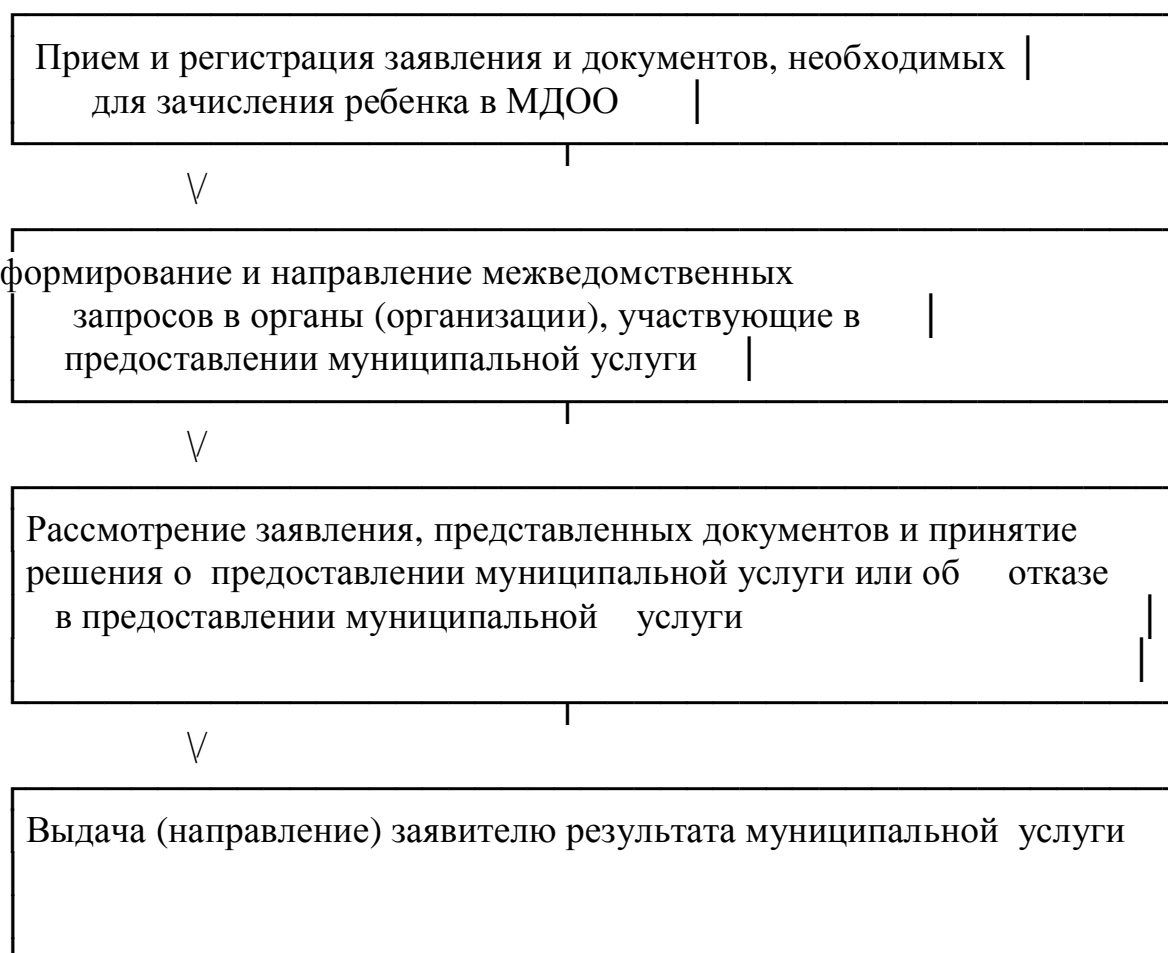 Прием и регистрация заявления и документов, необходимых
для зачисления ребенка в МДОО
формирование и направление межведомственных
запросов в органы (организации), участвующие в
предоставлении муниципальной услуги
Рассмотрение заявления, представленных документов и принятие
решения о предоставлении муниципальной услуги или об отказе
в предоставлении муниципальной услуги
Выдача (направление) заявителю результата муниципальной услуги